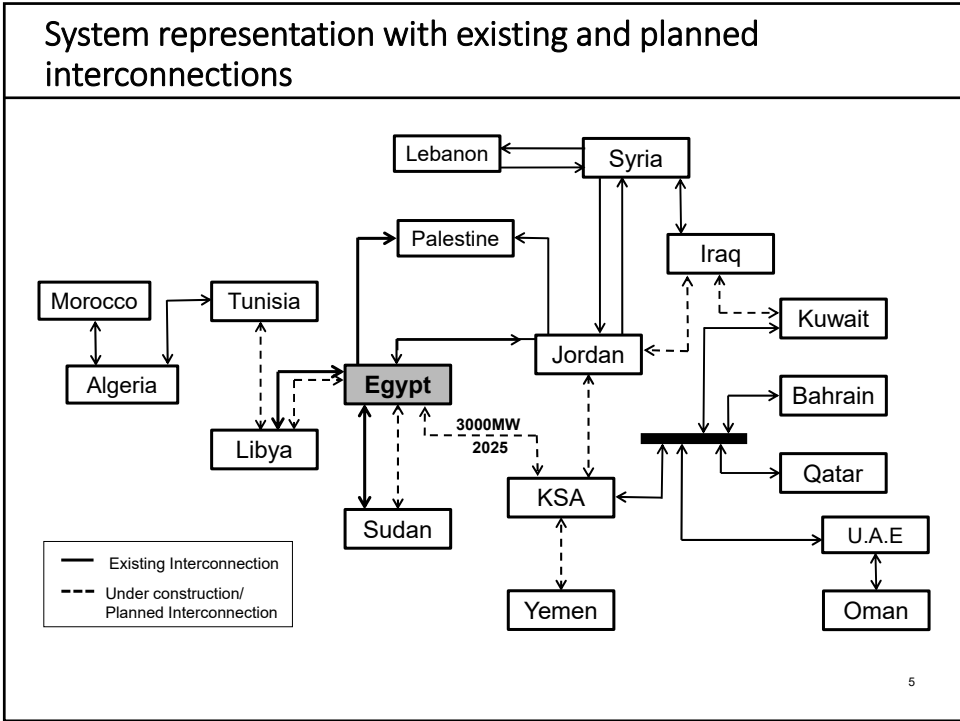 System representation with existing and planned
interconnections
Lebanon
Syria
Palestine
Iraq
Morocco
Tunisia
Kuwait
Jordan
Algeria
Egypt
Bahrain
3000MW
2025
Libya
Qatar
KSA
Sudan
U.A.E
Existing Interconnection
Under construction/
Planned Interconnection
Yemen
Oman
5